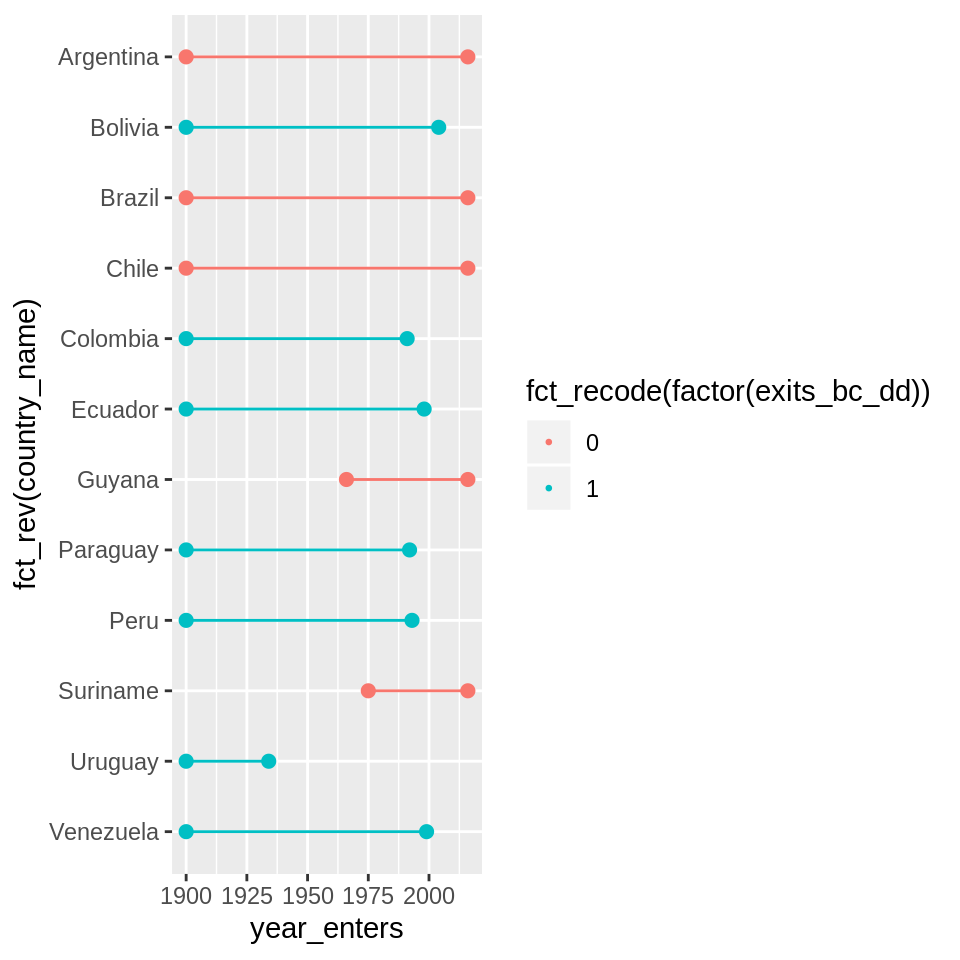 Argentina
Bolivia
Brazil
Chile
Colombia
Ecuador
Guyana
Paraguay
Peru
Suriname
Uruguay
Venezuela
fct_rev(country_name)
1900 1925 1950 1975 2000
year_enters
fct_recode(factor(exits_bc_dd))
0
1